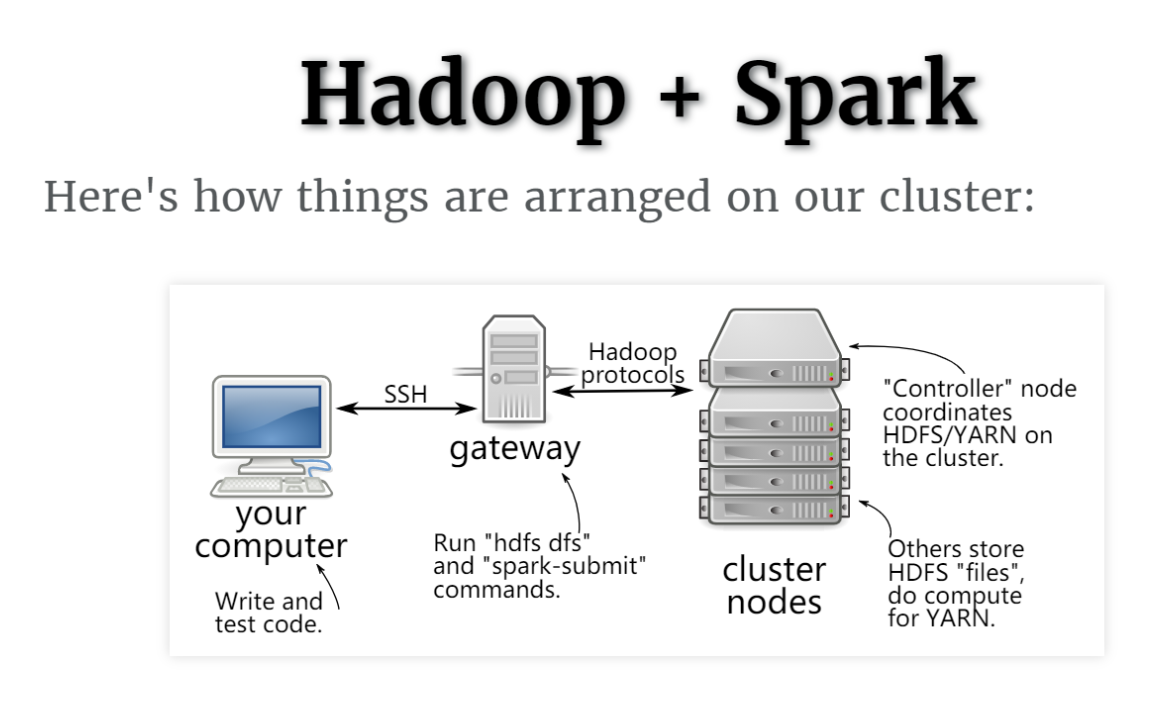 Hadoop + Spark
Here's how things are arranged on our cluster:
SSH
Hadoop
protocols
gateway
your
computer
Write and
test code.
Run "hdfs dfs"
and "spark-submit"
commands.
cluster
nodes
"Controller" node
coordinates
HDFS/YARN on
the cluster.
Others store
HDFS "files",
do compute
for YARN.